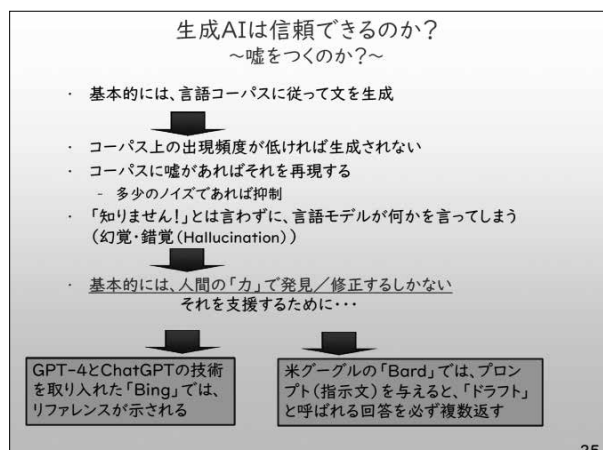 生成AIは信頼できるのか?
~嘘をつくのか?~
・ 基本的には、言語コーパスに従って文を生成
・ コーパス上の出現頻度が低ければ生成されない
・ コーパスに嘘があればそれを再現する
- 多少のノイズであれば抑制
・ 「知りません!」とは言わずに、言語モデルが何かを言ってしまう
(幻覚・錯覚(Hallucination))
・ 基本的には、人間の「力」で発見/修正するしかない
それを支援するために・・・
GPT-4とChatGPTの技術
を取り入れた「Bing」では、
リファレンスが示される
米グーグルの「Bard」では、プロン
プト(指示文)を与えると、「ドラフト」
と呼ばれる回答を必ず複数返す
25